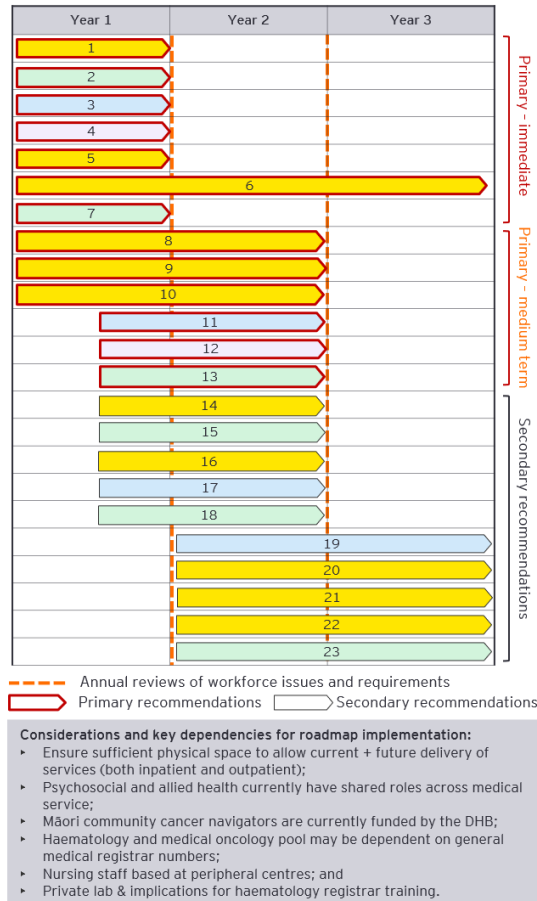 Year 1 Year 2 Year 3
1
2
3
4
5
6
7
Primary - immediate
8
9
10
11
12
13
Primary - medium term
14
15
16
17
18
19
20
21
22
23
Secondary recommendations
Annual reviews of workforce issues and requirements
Primary recommendations Secondary recommendations
Considerations and key dependencies for roadmap implementation:
‣ Ensure sufficient physical space to allow current + future delivery of
services (both inpatient and outpatient);
‣ Psychosocial and allied health currently have shared roles across medical
service;
‣ Māori community cancer navigators are currently funded by the DHB;
‣ Haematology and medical oncology pool may be dependent on general
medical registrar numbers;
‣ Nursing staff based at peripheral centres; and
‣ Private lab & implications for haematology registrar training.